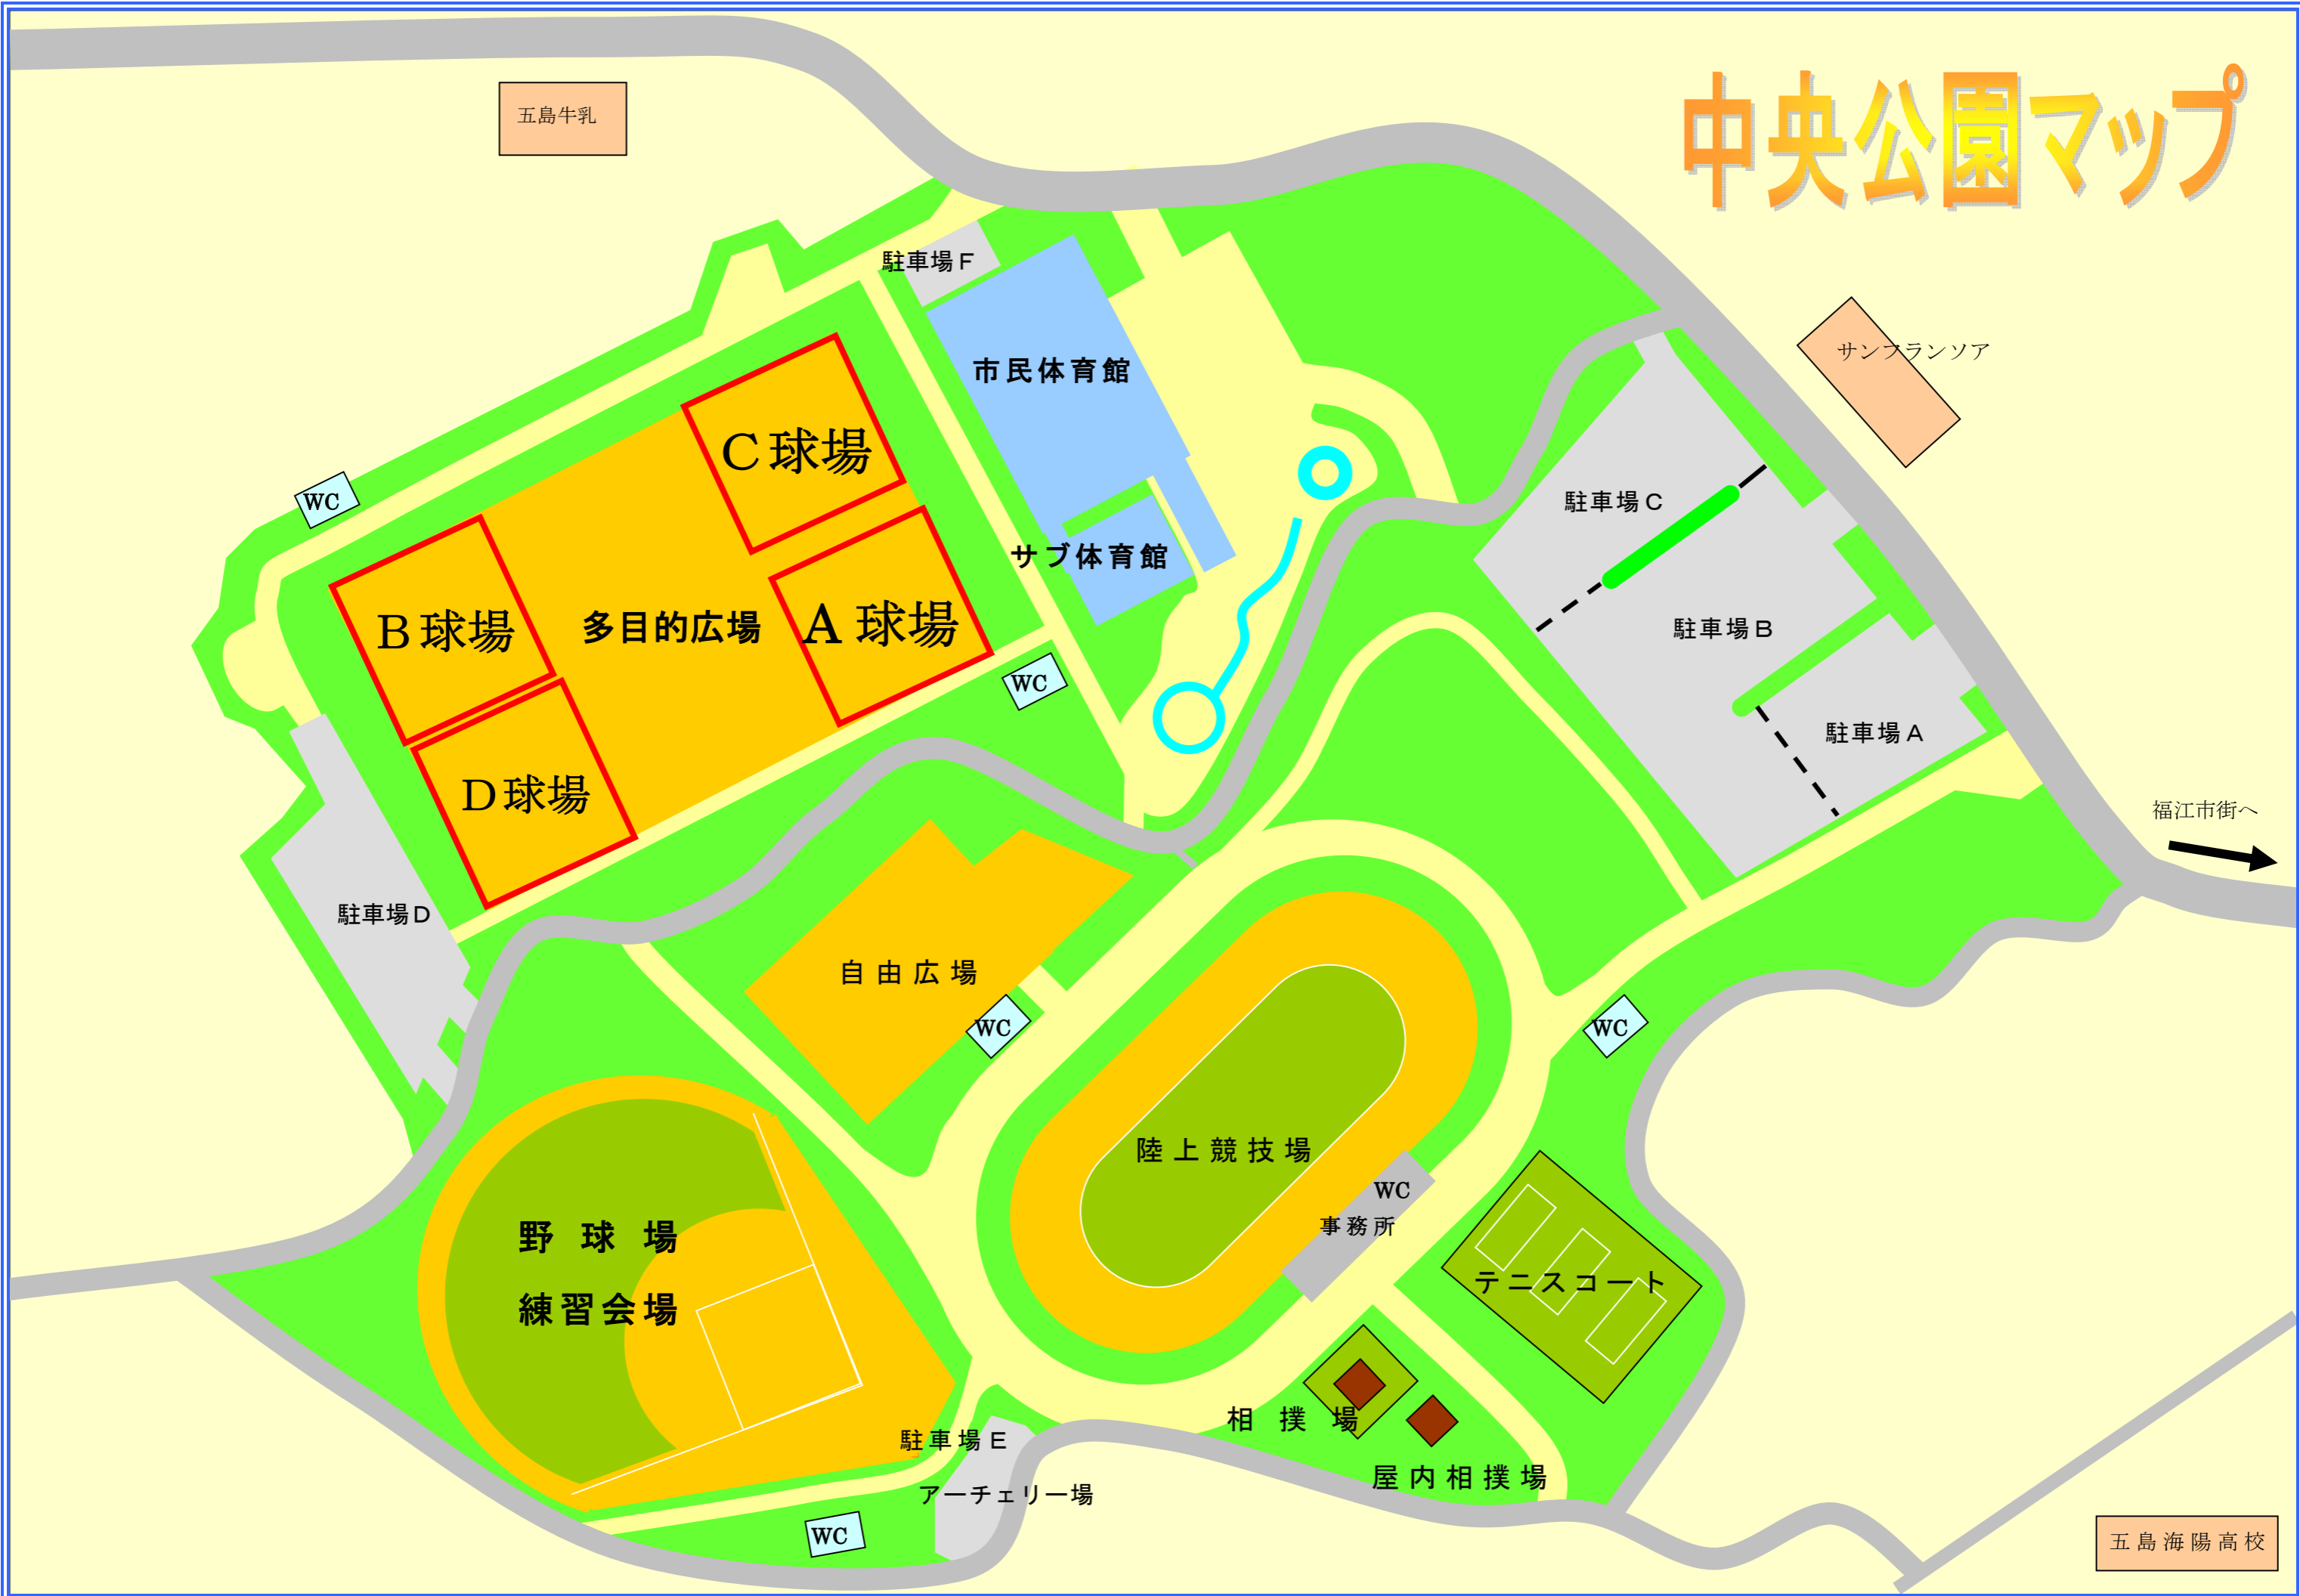 中央公園マップ
五島牛乳
駐車場F
サンフランソア
市民体育館
C球場
WC
駐車場C
サブ体育館
B球場
多目的広場
A球場
駐車場B
WC
駐車場A
D球場
福江市街へ
駐車場D
自由広場
WC
WC
陸上競技場
WC
事務所
野球場
練習会場
テニスコート
相撲場
駐車場E
屋内相撲場
アーチェリー場
WC
五島海陽高校